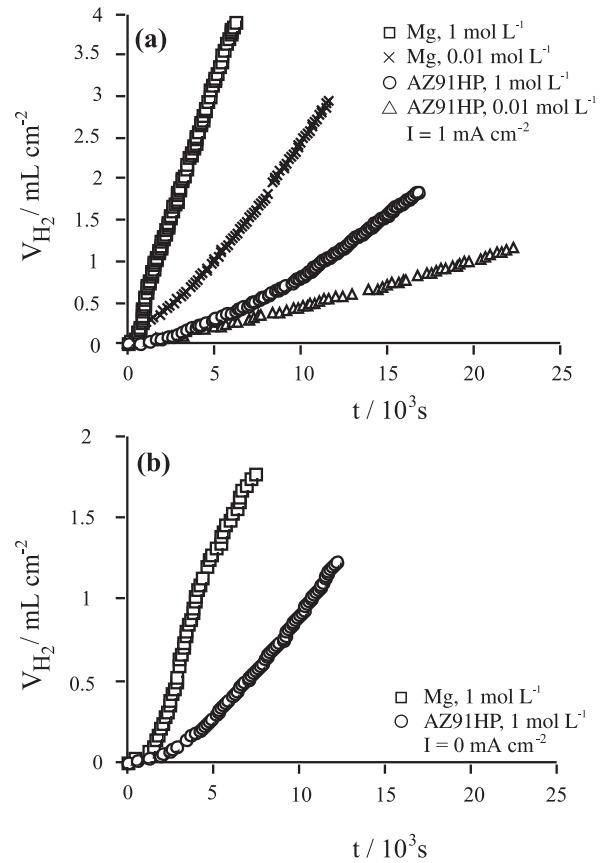 (a)
□ Mg, 1 mol L⁻¹
× Mg, 0.01 mol L⁻¹
○ AZ91HP, 1 mol L⁻¹
△ AZ91HP, 0.01 mol L⁻¹
I = 1 mA cm⁻²
V_H₂ / mL cm⁻²
4
3.5
3
2.5
2
1.5
1
0.5
0
0 5 10 15 20 25
t / 10³s
(b)
□ Mg, 1 mol L⁻¹
○ AZ91HP, 1 mol L⁻¹
I = 0 mA cm⁻²
V_H₂ / mL cm⁻²
2
1.5
1
0.5
0
0 5 10 15 20 25
t / 10³s